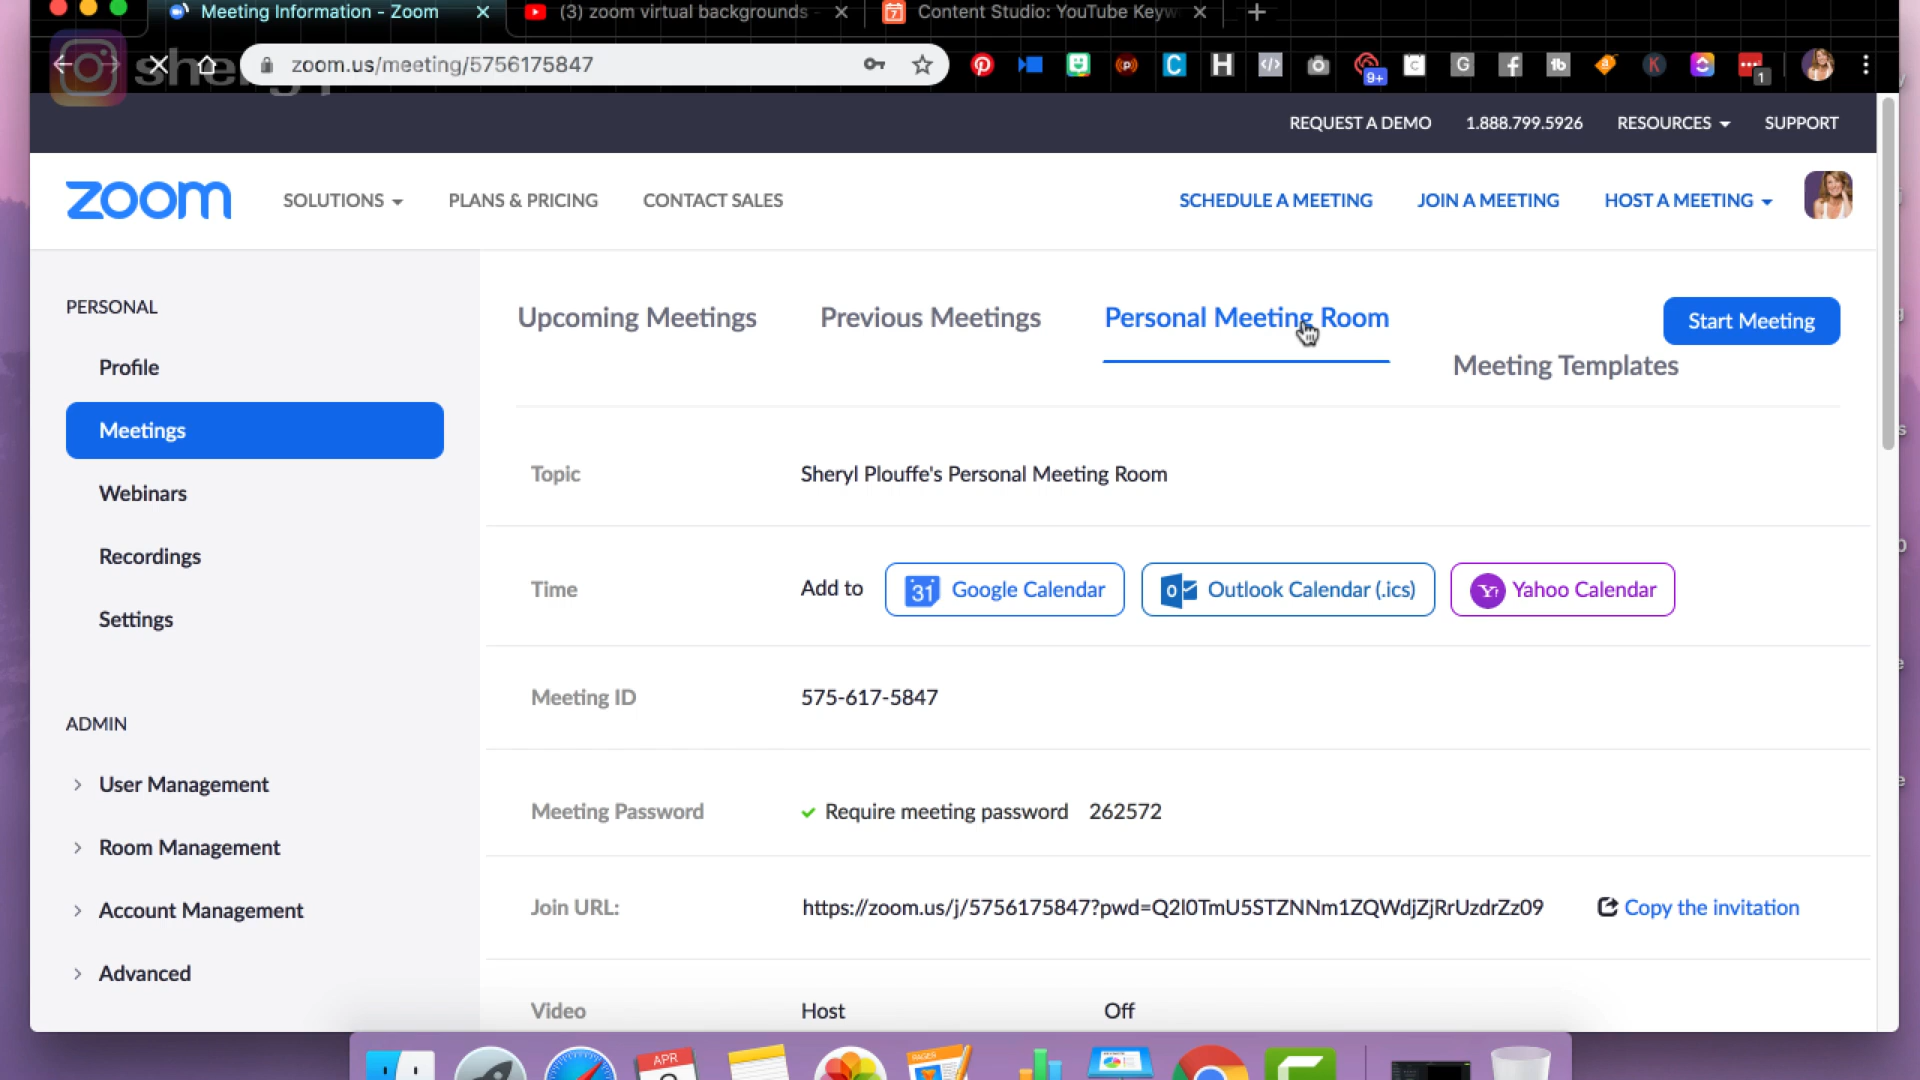 Meeting Information - Zoom
(3) zoom virtual backgrounds -
Content Studio: YouTube Keyw
zoom.us/meeting/5756175847
9+
1
REQUEST A DEMO
1.888.799.5926
RESOURCES
SUPPORT
zoom
SOLUTIONS
PLANS & PRICING
CONTACT SALES
SCHEDULE A MEETING
JOIN A MEETING
HOST A MEETING
PERSONAL
Profile
Meetings
Webinars
Recordings
Settings
ADMIN
User Management
Room Management
Account Management
Advanced
Upcoming Meetings
Previous Meetings
Personal Meeting Room
Meeting Templates
Start Meeting
Topic
Sheryl Plouffe's Personal Meeting Room
Time
Add to
31 Google Calendar
Outlook Calendar (.ics)
Yahoo Calendar
Meeting ID
575-617-5847
Meeting Password
Require meeting password 262572
Join URL:
https://zoom.us/j/5756175847?pwd=Q2l0TmU5STZNNm1ZQWdjZjRrUzdrZz09
Copy the invitation
Video
Host
Off
APR
PAGES